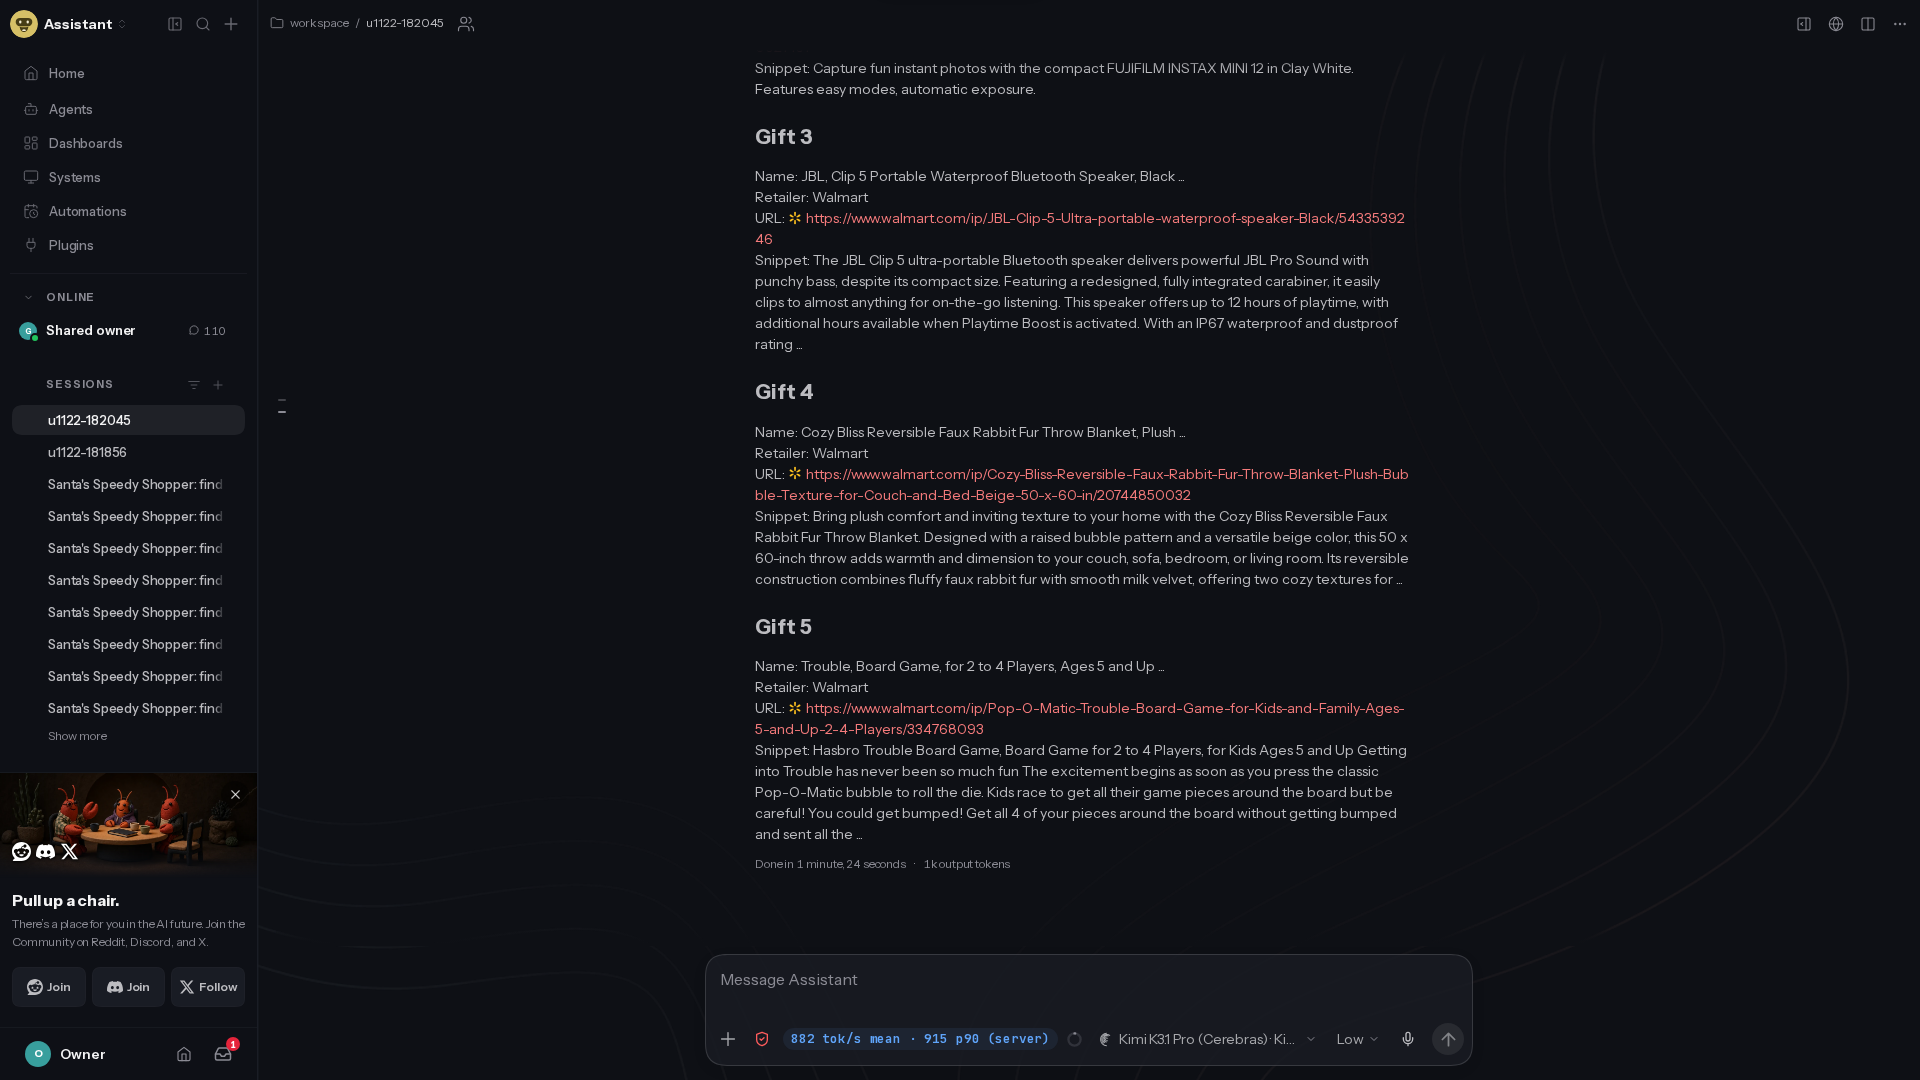 Assistant
Home
Agents
Dashboards
Systems
Automations
Plugins
ONLINE
G
Shared owner
110
SESSIONS
u1122-182045
u1122-181856
Santa's Speedy Shopper: find
Santa's Speedy Shopper: find
Santa's Speedy Shopper: find
Santa's Speedy Shopper: find
Santa's Speedy Shopper: find
Santa's Speedy Shopper: find
Santa's Speedy Shopper: find
Santa's Speedy Shopper: find
Show more
Pull up a chair.
There's a place for you in the AI future. Join the
Community on Reddit, Discord, and X.
Join
Join
Follow
O
Owner
1
workspace / u1122-182045
Snippet: Capture fun instant photos with the compact FUJIFILM INSTAX MINI 12 in Clay White.
Features easy modes, automatic exposure.
Gift 3
Name: JBL, Clip 5 Portable Waterproof Bluetooth Speaker, Black ...
Retailer: Walmart
URL: https://www.walmart.com/ip/JBL-Clip-5-Ultra-portable-waterproof-speaker-Black/54335392
46
Snippet: The JBL Clip 5 ultra-portable Bluetooth speaker delivers powerful JBL Pro Sound with
punchy bass, despite its compact size. Featuring a redesigned, fully integrated carabiner, it easily
clips to almost anything for on-the-go listening. This speaker offers up to 12 hours of playtime, with
additional hours available when Playtime Boost is activated. With an IP67 waterproof and dustproof
rating ...
Gift 4
Name: Cozy Bliss Reversible Faux Rabbit Fur Throw Blanket, Plush ...
Retailer: Walmart
URL: https://www.walmart.com/ip/Cozy-Bliss-Reversible-Faux-Rabbit-Fur-Throw-Blanket-Plush-Bub
ble-Texture-for-Couch-and-Bed-Beige-50-x-60-in/20744850032
Snippet: Bring plush comfort and inviting texture to your home with the Cozy Bliss Reversible Faux
Rabbit Fur Throw Blanket. Designed with a raised bubble pattern and a versatile beige color, this 50 x
60-inch throw adds warmth and dimension to your couch, sofa, bedroom, or living room. Its reversible
construction combines fluffy faux rabbit fur with smooth milk velvet, offering two cozy textures for ...
Gift 5
Name: Trouble, Board Game, for 2 to 4 Players, Ages 5 and Up ...
Retailer: Walmart
URL: https://www.walmart.com/ip/Pop-O-Matic-Trouble-Board-Game-for-Kids-and-Family-Ages-
5-and-Up-2-4-Players/334768093
Snippet: Hasbro Trouble Board Game, Board Game for 2 to 4 Players, for Kids Ages 5 and Up Getting
into Trouble has never been so much fun The excitement begins as soon as you press the classic
Pop-O-Matic bubble to roll the die. Kids race to get all their game pieces around the board but be
careful! You could get bumped! Get all 4 of your pieces around the board without getting bumped
and sent all the ...
Done in 1 minute, 24 seconds · 1k output tokens
Message Assistant
882 tok/s mean · 915 p90 (server)
Kimi K3.1 Pro (Cerebras) · Ki...
Low